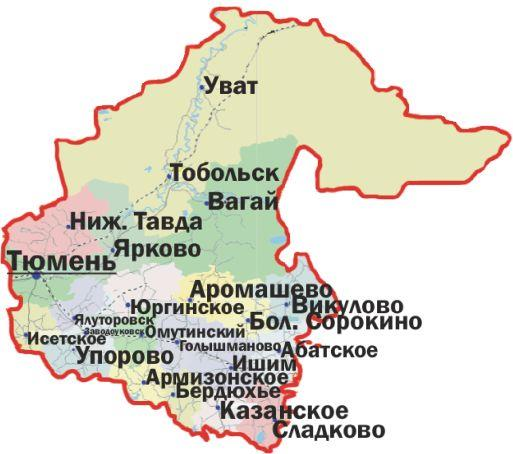 Уват
Тобольск
Вагай
Ниж. Тавда
Ярково
Тюмень
Аромашево
Юргинское
Викулово
Ялуторовск
Бол. Сорокино
Заводоуковск
Омутинский
Исетское
Голышманово
Упорово
Абатское
Ишим
Армизонское
Бердюхье
Казанское
Сладково